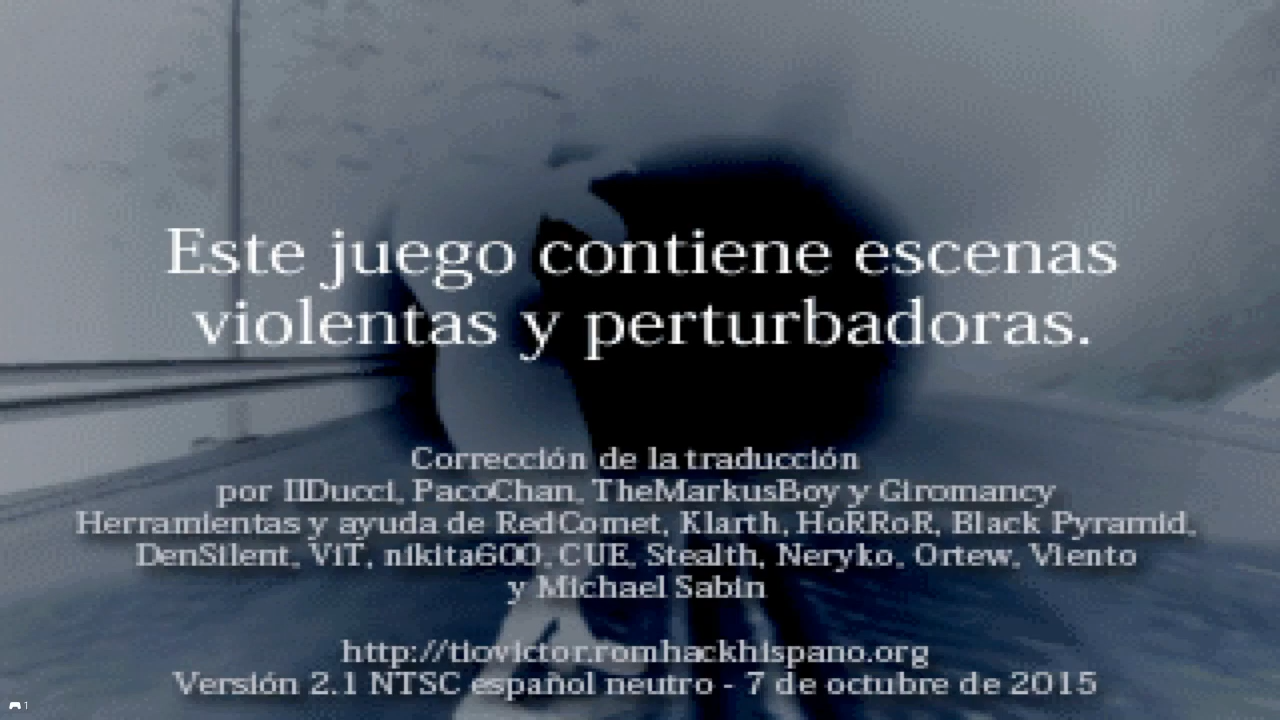 Este juego contiene escenas
violentas y perturbadoras.
Corrección de la traducción
por IlDucci, PacoChan, TheMarkusBoy y Giromancy
Herramientas y ayuda de RedComet, Klarth, HoRRoR, Black Pyramid,
DenSilent, ViT, nikita600, CUE, Stealth, Neryko, Ortew, Viento
y Michael Sabin
http://tiovictor.romhackhispano.org
Versión 2.1 NTSC español neutro - 7 de octubre de 2015
1